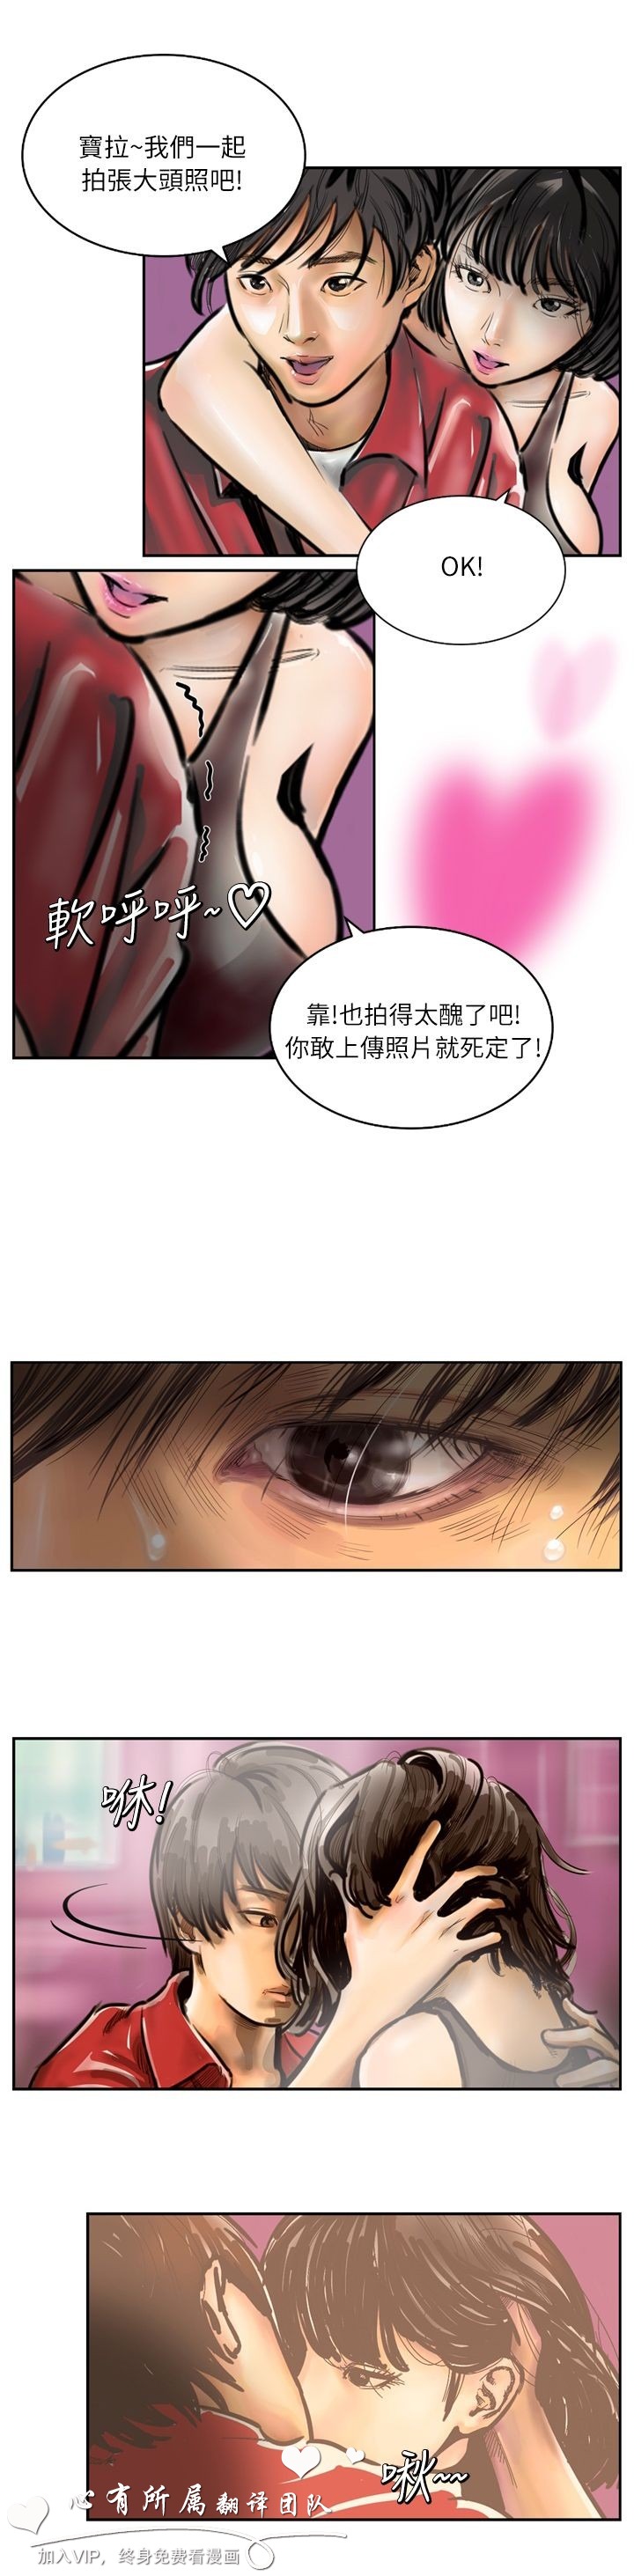 寶拉~我們一起
拍張大頭照吧!
OK!
軟呼呼~♡
靠!也拍得太醜了吧!
你敢上傳照片就死定了!
咻!
啾~~
心有所属翻译团队
加入VIP，终身免费看漫画